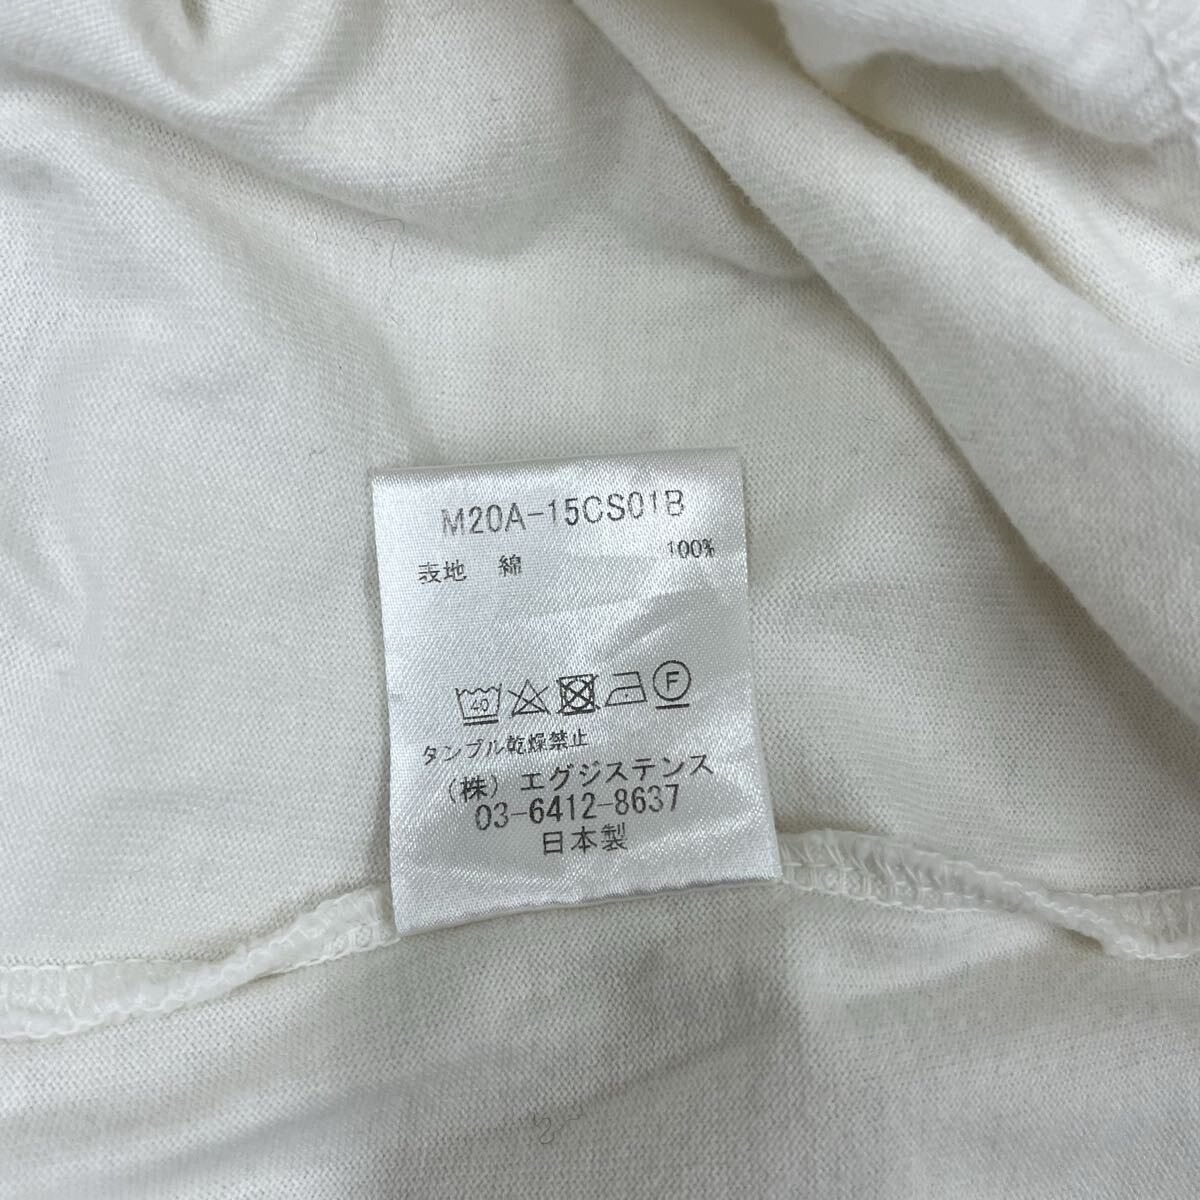 M20A-15CS01B
表地 綿 100%
40 F
タンブル乾燥禁止
(株) エグジステンス
03-6412-8637
日本製